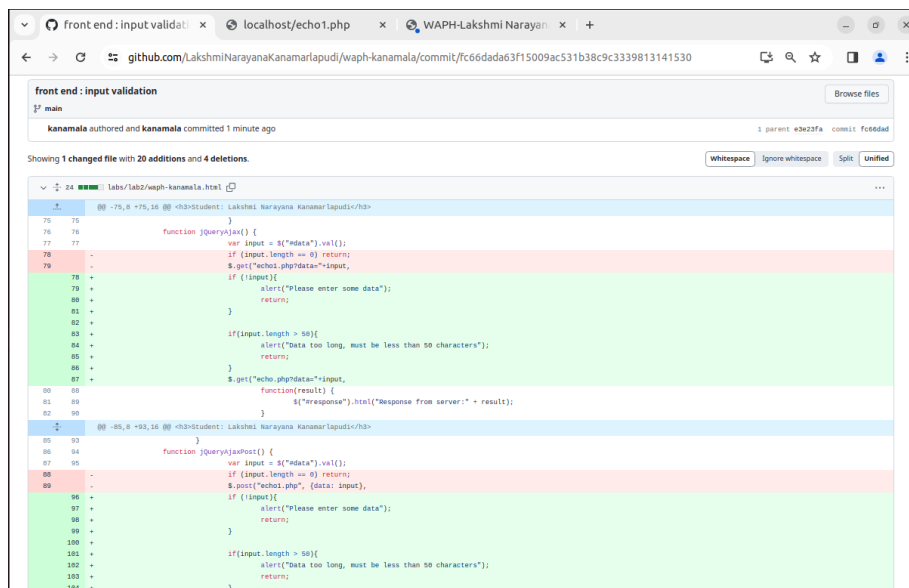 front end : input validati
localhost/echo1.php
WAPH-Lakshmi Narayan
github.com/LakshmiNarayanaKanamarlapudi/waph-kanamala/commit/fc66dada63f15009ac531b38c9c3339813141530
front end : input validation
Browse files
main
kanamala authored and kanamala committed 1 minute ago
1 parent e3e23fa commit fc66dad
Showing 1 changed file with 20 additions and 4 deletions.
Whitespace Ignore whitespace Split Unified
24 labs/lab2/waph-kanamala.html
@@ -75,8 +75,16 @@ <h3>Student: Lakshmi Narayana Kanamarlapudi</h3>
75 75 }
76 76 function jQueryAjax() {
77 77 var input = $("#data").val();
78 - if (input.length == 0) return;
79 - $.get("echo1.php?data="+input,
78 + if (!input){
79 + alert("Please enter some data");
80 + return;
81 + }
82 +
83 + if(input.length > 50){
84 + alert("Data too long, must be less than 50 characters");
85 + return;
86 + }
87 + $.get("echo.php?data="+input,
80 88 function(result) {
81 89 $("#response").html("Response from server:" + result);
82 90 }
@@ -85,8 +93,16 @@ <h3>Student: Lakshmi Narayana Kanamarlapudi</h3>
85 93 }
86 94 function jQueryAjaxPost() {
87 95 var input = $("#data").val();
88 - if (input.length == 0) return;
89 - $.post("echo1.php", {data: input},
96 + if (!input){
97 + alert("Please enter some data");
98 + return;
99 + }
100 +
101 + if(input.length > 50){
102 + alert("Data too long, must be less than 50 characters");
103 + return;
104 + }